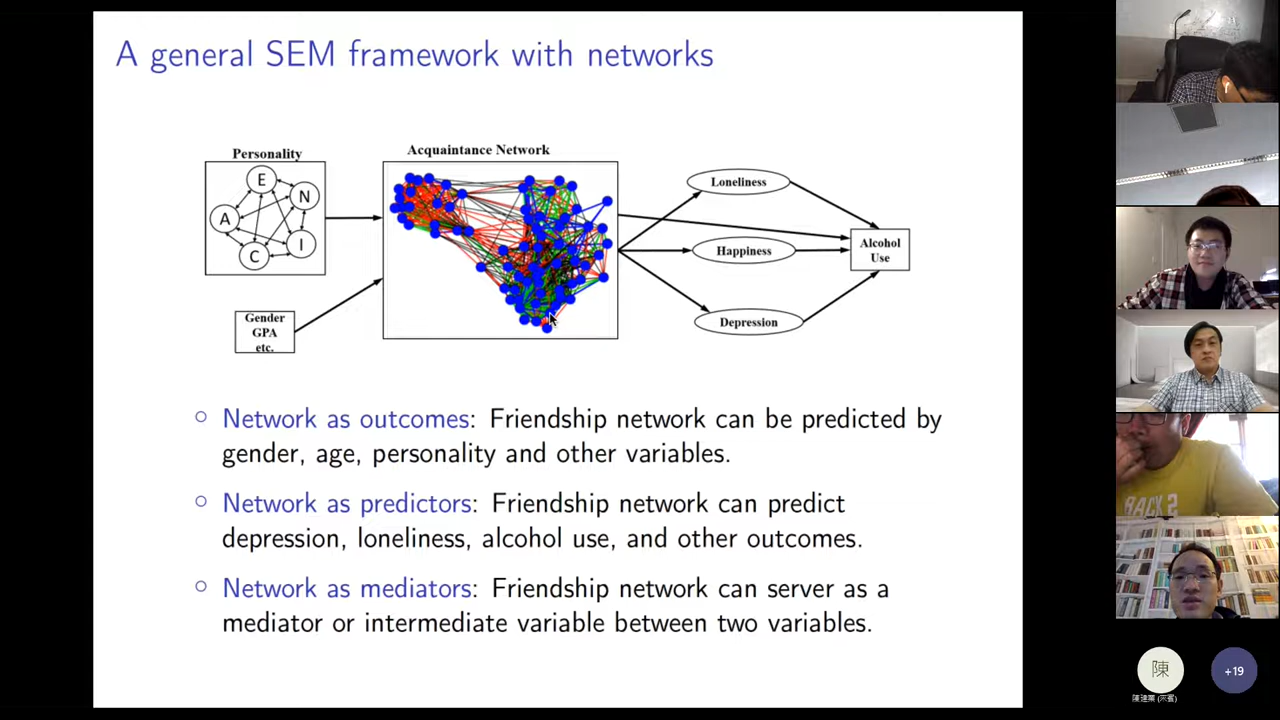 A general SEM framework with networks
Personality
E
N
A
I
C
Gender
GPA
etc.
Acquaintance Network
Loneliness
Happiness
Depression
Alcohol
Use
Network as outcomes: Friendship network can be predicted by
gender, age, personality and other variables.
Network as predictors: Friendship network can predict
depression, loneliness, alcohol use, and other outcomes.
Network as mediators: Friendship network can server as a
mediator or intermediate variable between two variables.
BACK 2
陳
+19